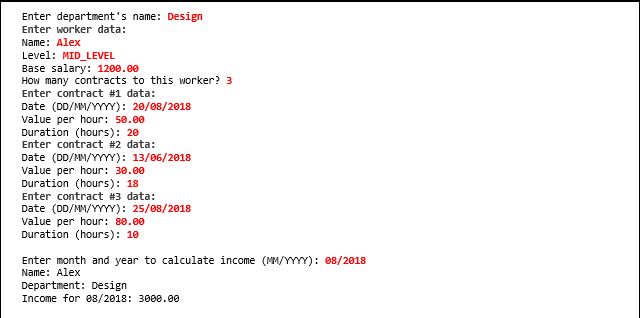 Enter department's name: Design
Enter worker data:
Name: Alex
Level: MID_LEVEL
Base salary: 1200.00
How many contracts to this worker? 3
Enter contract #1 data:
Date (DD/MM/YYYY): 20/08/2018
Value per hour: 50.00
Duration (hours): 20
Enter contract #2 data:
Date (DD/MM/YYYY): 13/06/2018
Value per hour: 30.00
Duration (hours): 18
Enter contract #3 data:
Date (DD/MM/YYYY): 25/08/2018
Value per hour: 80.00
Duration (hours): 10
Enter month and year to calculate income (MM/YYYY): 08/2018
Name: Alex
Department: Design
Income for 08/2018: 3000.00